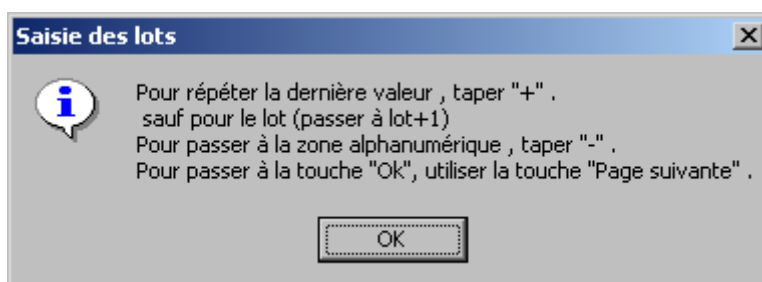 Saisie des lots
Pour répéter la dernière valeur , taper "+" .
sauf pour le lot (passer à lot+1)
Pour passer à la zone alphanumérique , taper "-" .
Pour passer à la touche "Ok", utiliser la touche "Page suivante" .
OK